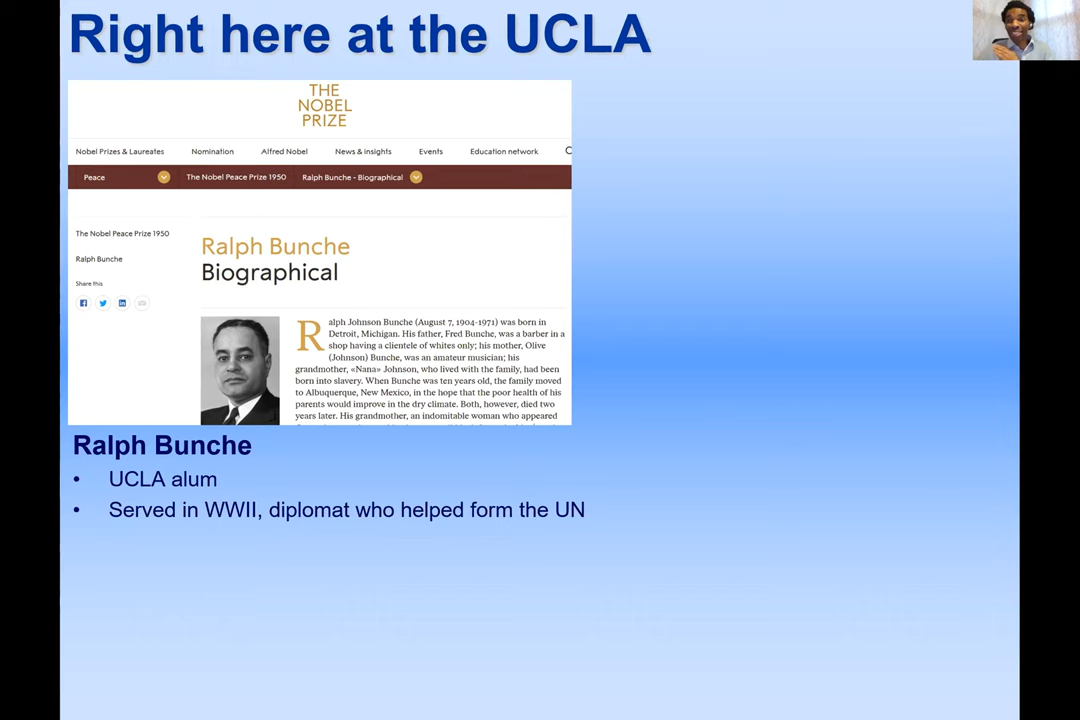 Right here at the UCLA
THE
NOBEL
PRIZE
Nobel Prizes & Laureates Nomination Alfred Nobel News & Insights Events Education network
Peace The Nobel Peace Prize 1950 Ralph Bunche - Biographical
The Nobel Peace Prize 1950
Ralph Bunche
Share this
Ralph Bunche
Biographical
Ralph Johnson Bunche (August 7, 1904-1971) was born in
Detroit, Michigan. His father, Fred Bunche, was a barber in a
shop having a clientele of whites only; his mother, Olive
(Johnson) Bunche, was an amateur musician; his
grandmother, «Nana» Johnson, who lived with the family, had been
born into slavery. When Bunche was ten years old, the family moved
to Albuquerque, New Mexico, in the hope that the poor health of his
parents would improve in the dry climate. Both, however, died two
years later. His grandmother, an indomitable woman who appeared
Ralph Bunche
• UCLA alum
• Served in WWII, diplomat who helped form the UN